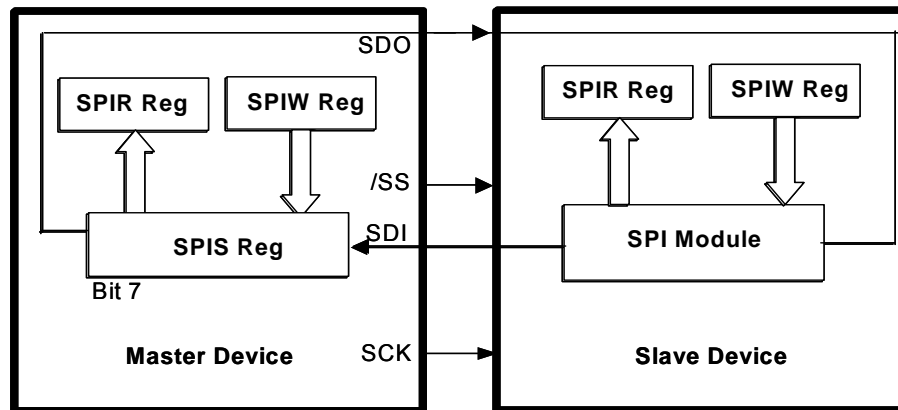 SDO
SPIR Reg
SPIW Reg
SPIR Reg
SPIW Reg
/SS
SDI
SPIS Reg
SPI Module
Bit 7
Master Device
SCK
Slave Device